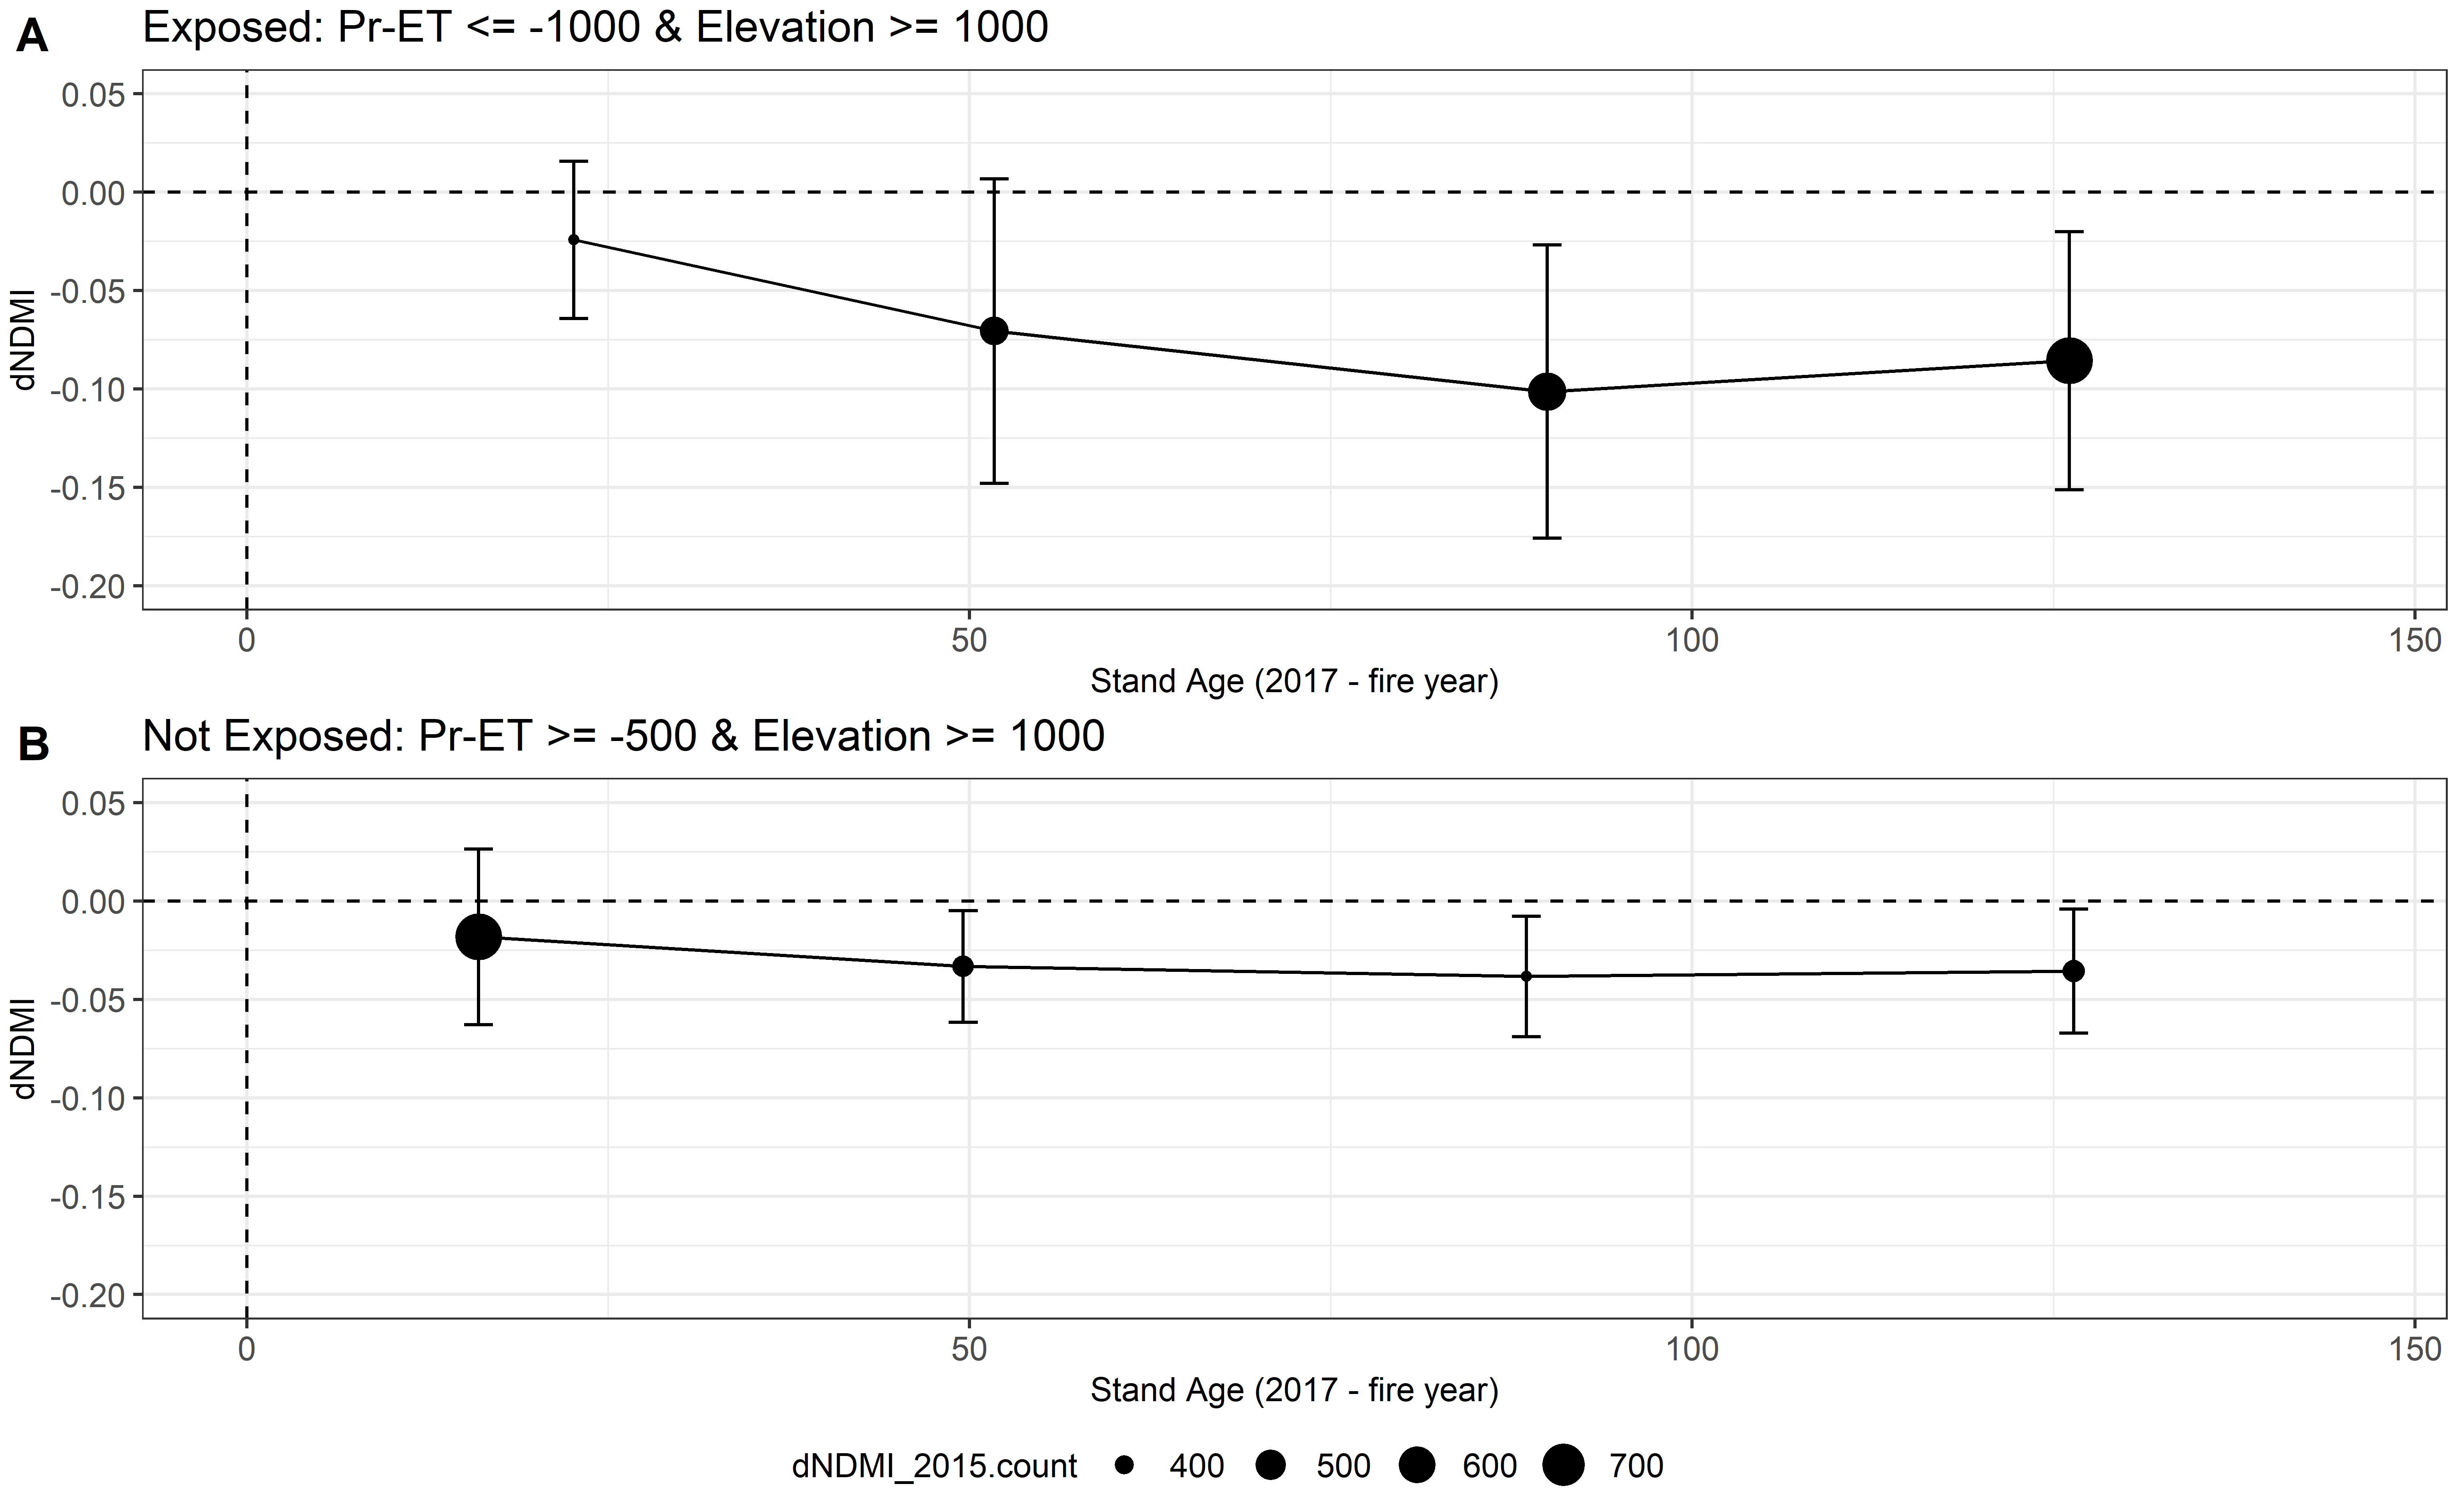 A Exposed: Pr-ET <= -1000 & Elevation >= 1000
0.05
0.00
-0.05
-0.10
-0.15
-0.20
dNDMI
0 50 100 150
Stand Age (2017 - fire year)
B Not Exposed: Pr-ET >= -500 & Elevation >= 1000
0.05
0.00
-0.05
-0.10
-0.15
-0.20
dNDMI
0 50 100 150
Stand Age (2017 - fire year)
dNDMI_2015.count 400 500 600 700